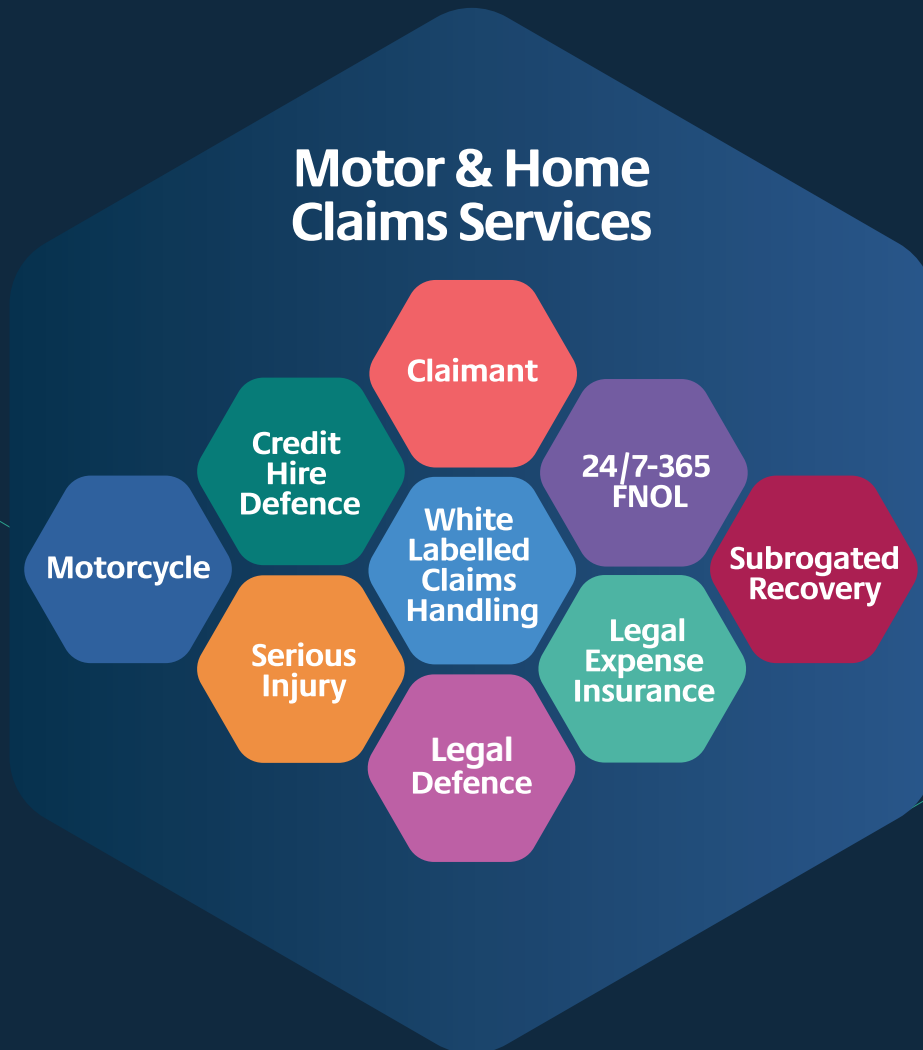 Motor & Home
Claims Services
Claimant
Credit
Hire
Defence
24/7-365
FNOL
Motorcycle
White
Labelled
Claims
Handling
Subrogated
Recovery
Serious
Injury
Legal
Expense
Insurance
Legal
Defence